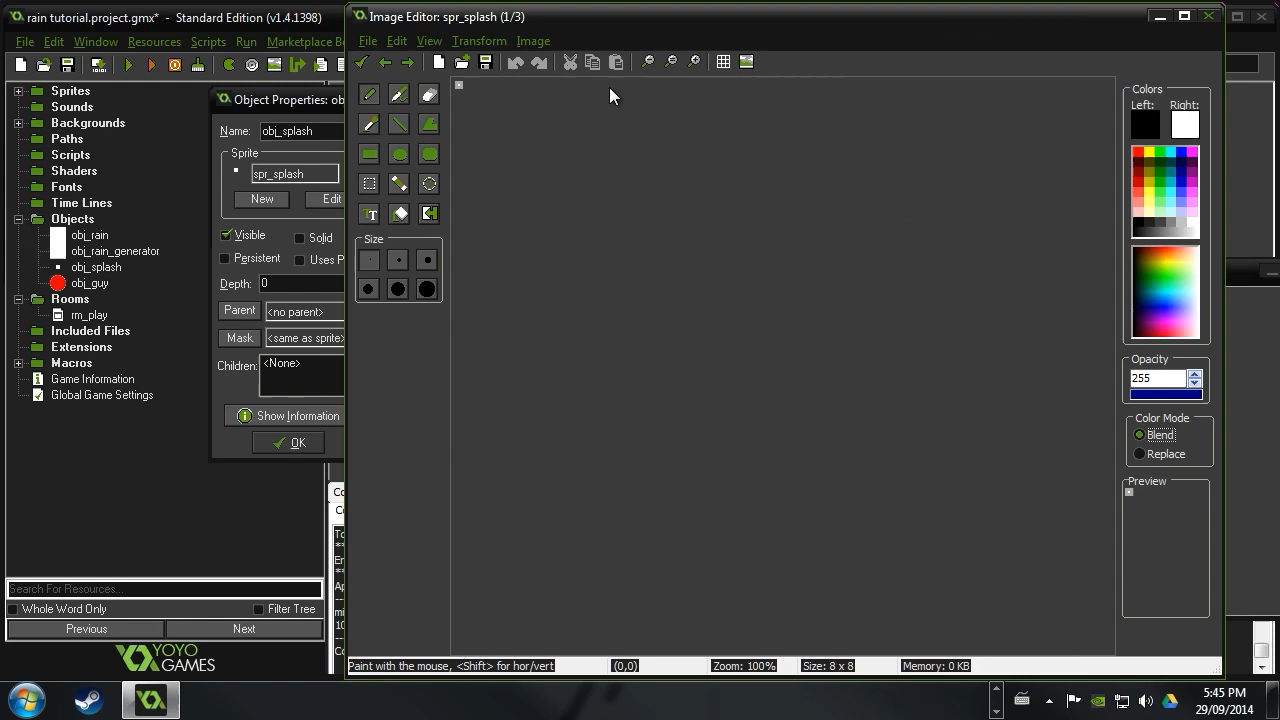 rain tutorial.project.gmx* - Standard Edition (v1.4.1398)
File Edit Window Resources Scripts Run Marketplace
Sprites
Sounds
Backgrounds
Paths
Scripts
Shaders
Fonts
Time Lines
Objects
obj_rain
obj_rain_generator
obj_splash
obj_guy
Rooms
rm_play
Included Files
Extensions
Macros
Game Information
Global Game Settings
Search For Resources...
Whole Word Only Filter Tree
Previous Next
YOYO
GAMES
Object Properties: ob
Name: obj_splash
Sprite
spr_splash
New Edit
Visible Solid
Persistent Uses P
Depth: 0
Parent <no parent>
Mask <same as sprite>
Children: <None>
Show Information
OK
Image Editor: spr_splash (1/3)
File Edit View Transform Image
Size
Colors
Left: Right:
Opacity
255
Color Mode
Blend
Replace
Preview
Paint with the mouse, <Shift> for hor/vert (0,0) Zoom: 100% Size: 8 x 8 Memory: 0 KB
5:45 PM
29/09/2014